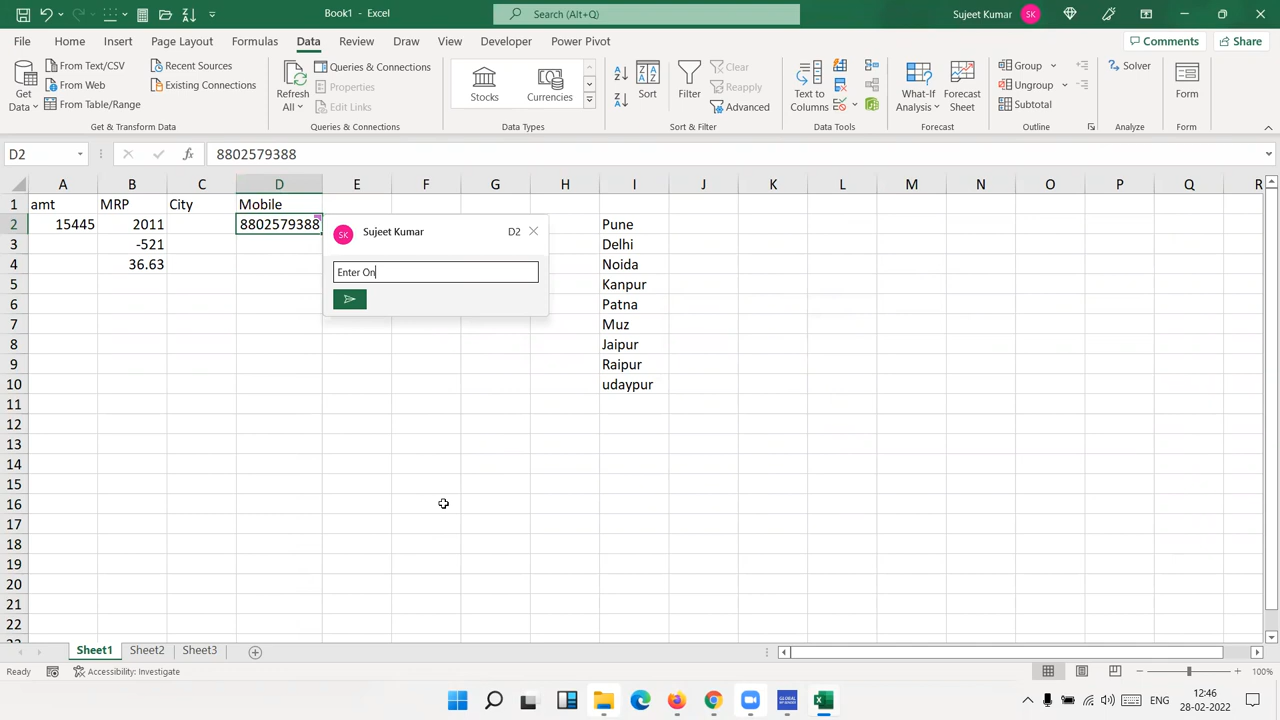 Book1 - Excel
Search (Alt+Q)
Sujeet Kumar
SK
File
Home
Insert
Page Layout
Formulas
Data
Review
Draw
View
Developer
Power Pivot
Comments
Share
Get Data
From Text/CSV
From Web
From Table/Range
Recent Sources
Existing Connections
Get & Transform Data
Refresh All
Queries & Connections
Properties
Edit Links
Queries & Connections
Stocks
Currencies
Data Types
Sort
Filter
Clear
Reapply
Advanced
Sort & Filter
Text to Columns
Data Tools
What-If Analysis
Forecast Sheet
Forecast
Group
Ungroup
Subtotal
Outline
Solver
Analyze
Form
Form
D2
fx
8802579388
A B C D E F G H I J K L M N O P Q R
1 amt MRP City Mobile
2 15445 2011 8802579388 Pune
3 -521 Delhi
4 36.63 Noida
5 Kanpur
6 Patna
7 Muz
8 Jaipur
9 Raipur
10 udaypur
11
12
13
14
15
16
17
18
19
20
21
22
SK
Sujeet Kumar
D2
Enter On
Sheet1
Sheet2
Sheet3
Ready
Accessibility: Investigate
100%
GLOBAL
ENG
12:46
28-02-2022